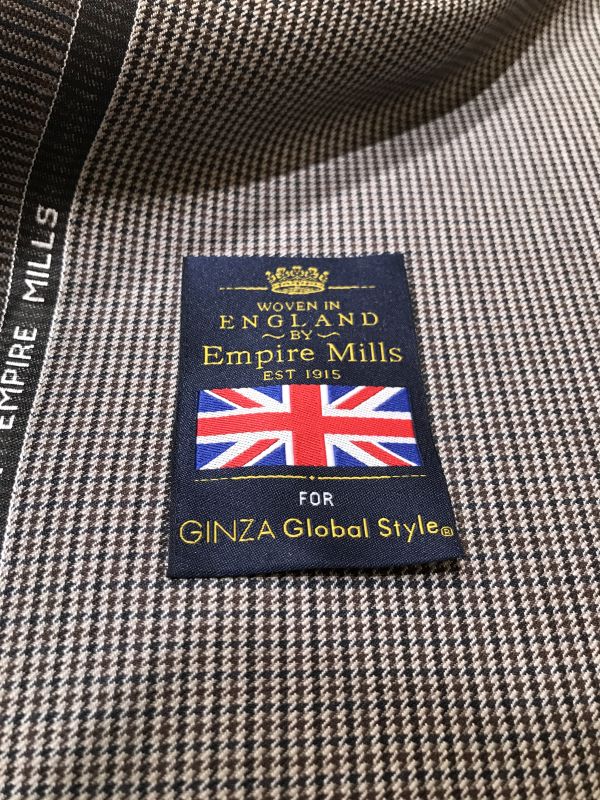 EMPIRE MILLS
WOVEN IN
ENGLAND
~BY~
Empire Mills
EST 1915
FOR
GINZA Global Style®